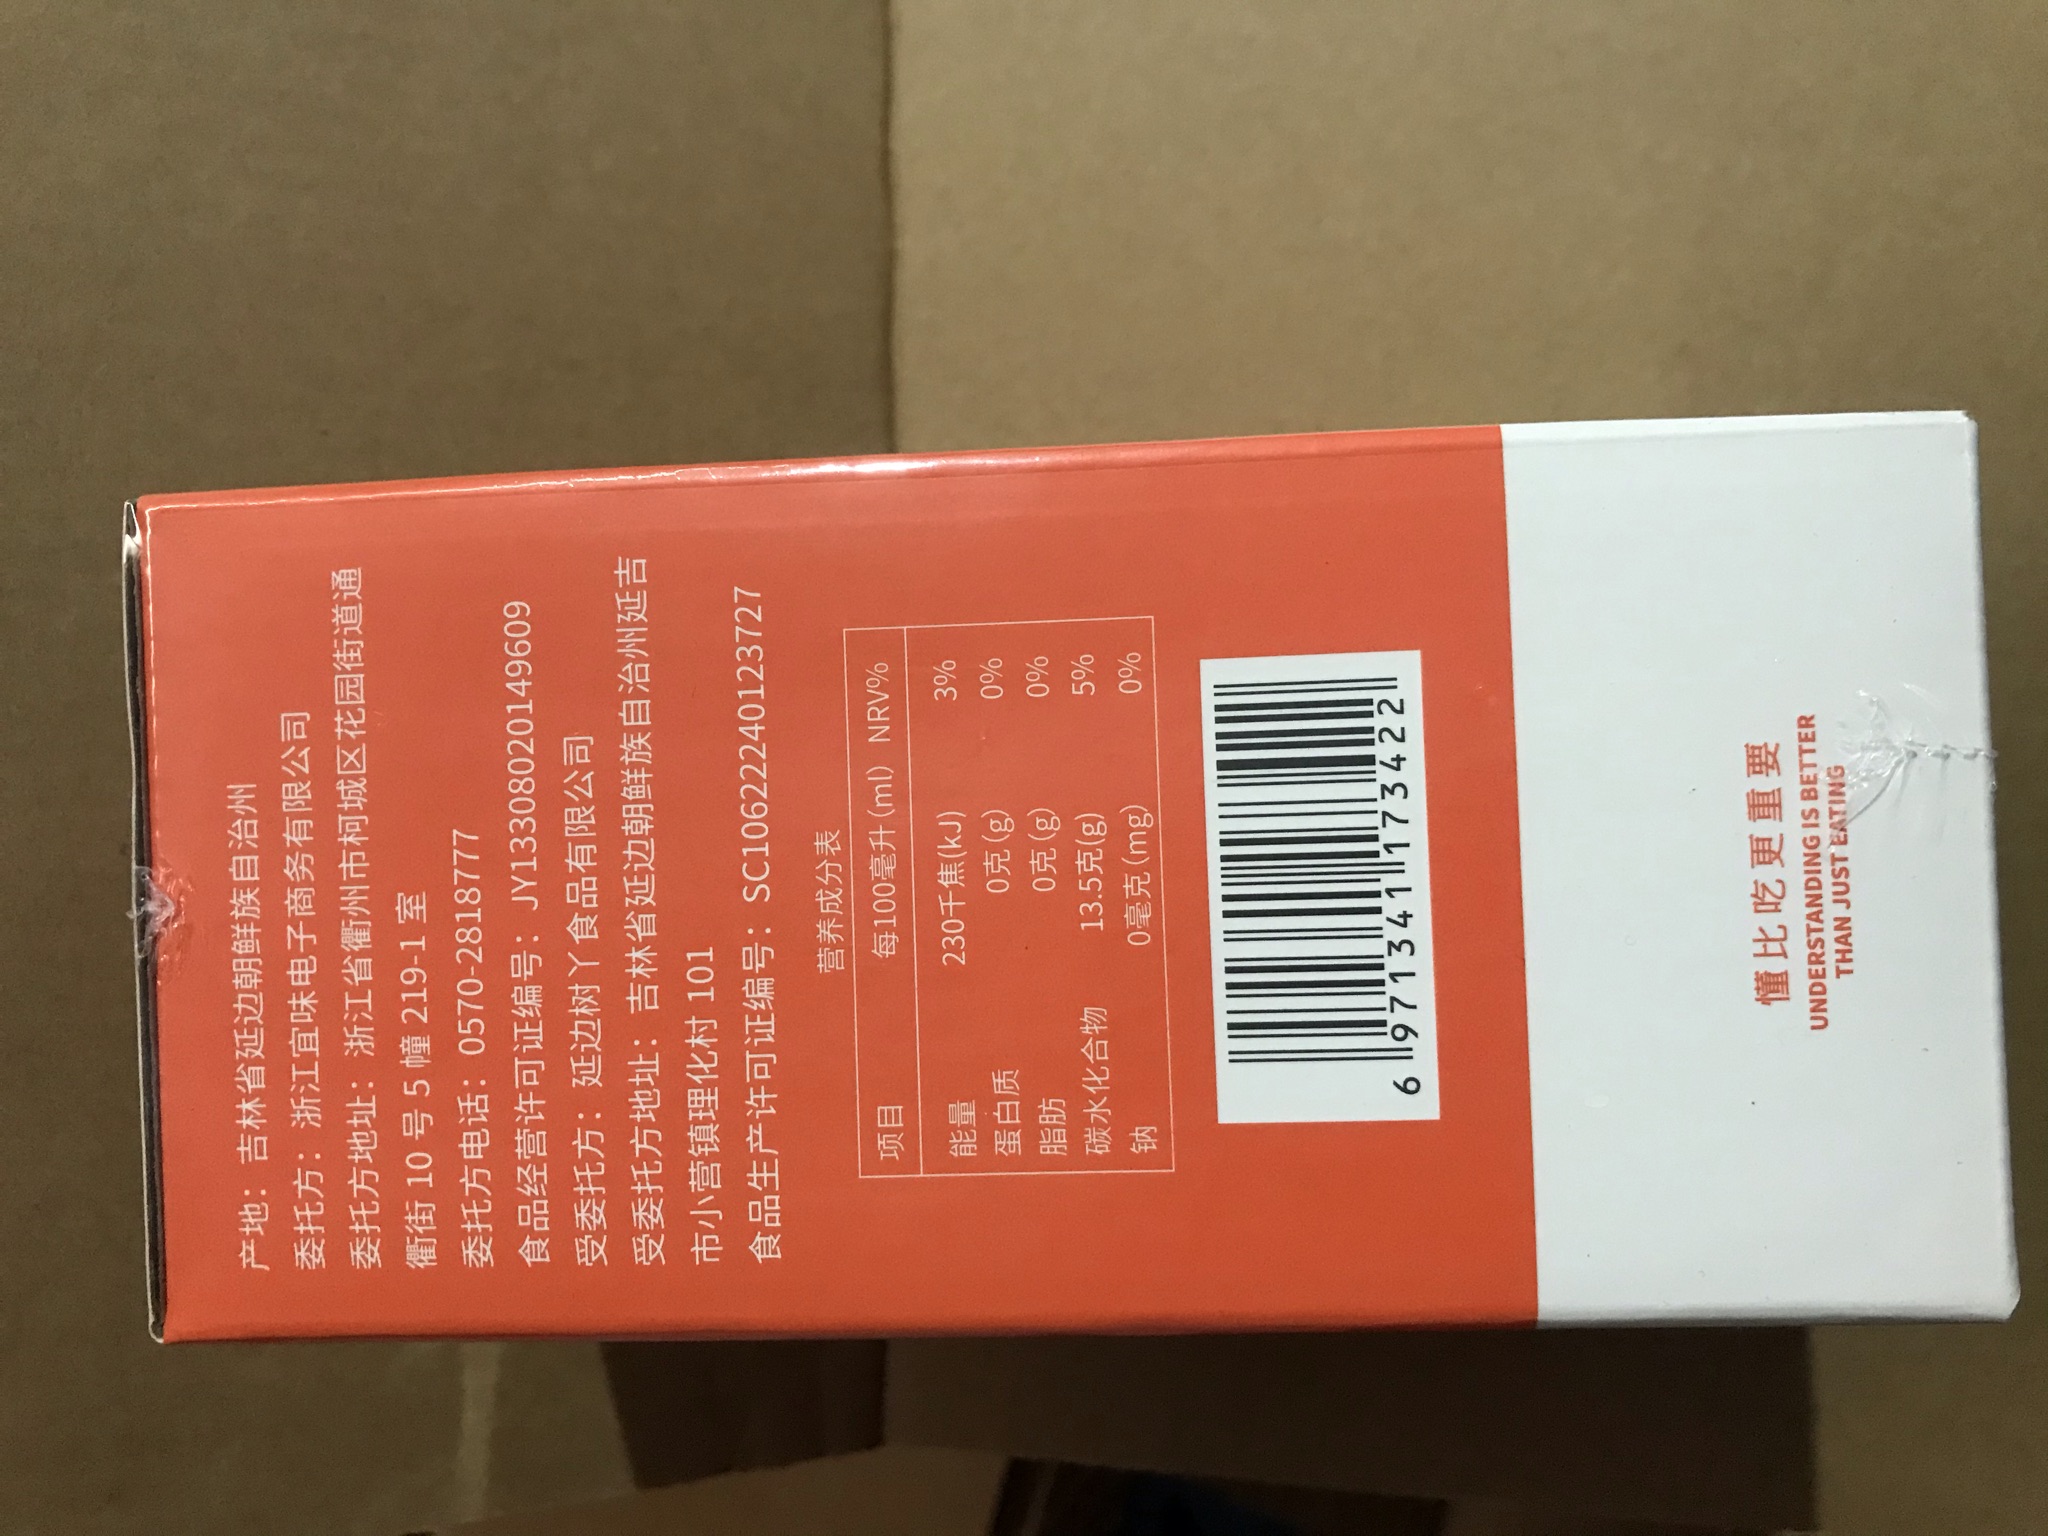 产地：吉林省延边朝鲜族自治州
委托方：浙江宜味电子商务有限公司
委托方地址：浙江省衢州市柯城区花园街道通
衢街 10 号 5 幢 219-1 室
委托方电话：0570-2818777
食品经营许可证编号：JY13308020149609
受委托方：延边树丫食品有限公司
受委托方地址：吉林省延边朝鲜族自治州延吉
市小营镇理化村 101
食品生产许可证编号：SC10622240123727
营养成分表
项目 每100毫升(ml) NRV%
能量 230千焦(kJ) 3%
蛋白质 0克(g) 0%
脂肪 0克(g) 0%
碳水化合物 13.5克(g) 5%
钠 0毫克(mg) 0%
6 971341 173422
懂比吃更重要
UNDERSTANDING IS BETTER
THAN JUST EATING